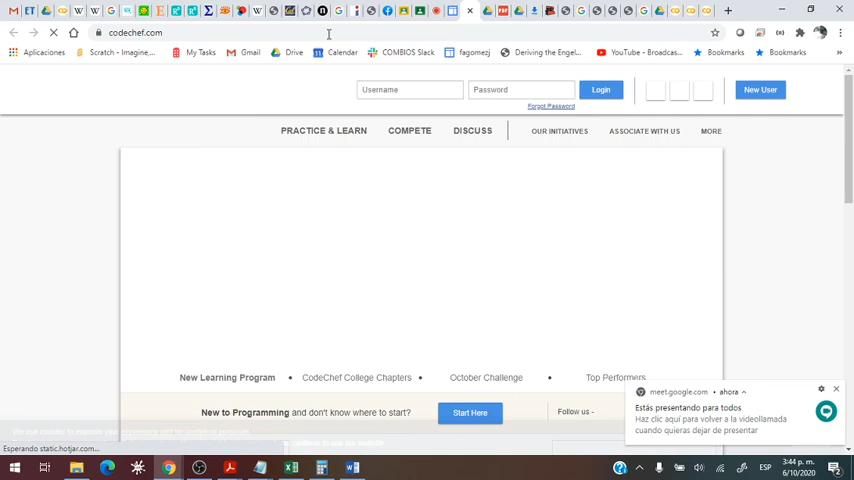 codechef.com
Aplicaciones
Scratch - Imagine,...
My Tasks
Gmail
Drive
Calendar
COMBIOS Slack
fagomezj
Deriving the Engel...
YouTube - Broadcas...
Bookmarks
Bookmarks
»
Username
Password
Login
New User
Forgot Password
PRACTICE & LEARN
COMPETE
DISCUSS
OUR INITIATIVES
ASSOCIATE WITH US
MORE
New Learning Program
CodeChef College Chapters
October Challenge
Top Performers
New to Programming and don't know where to start?
Start Here
Follow us -
meet.google.com • ahora
Estás presentando para todos
Haz clic aquí para volver a la videollamada
cuando quieras dejar de presentar
Esperando static.hotjar.com...
ESP
3:44 p. m.
6/10/2020
2